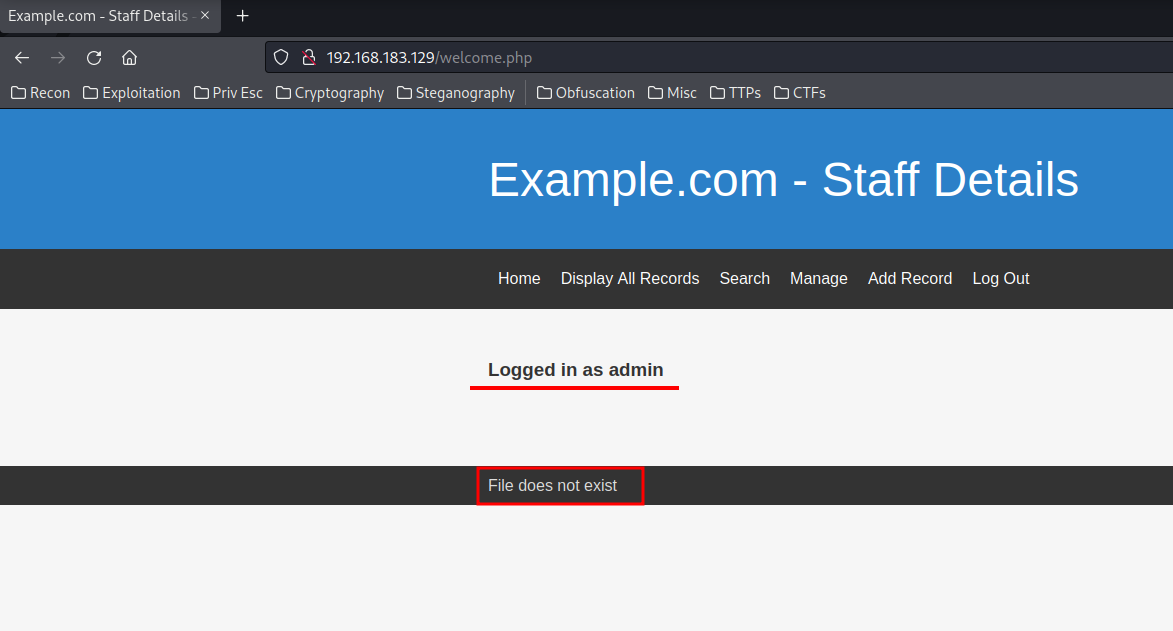 Example.com - Staff Details
192.168.183.129/welcome.php
Recon Exploitation Priv Esc Cryptography Steganography Obfuscation Misc TTPs CTFs
Example.com - Staff Details
Home Display All Records Search Manage Add Record Log Out
Logged in as admin
File does not exist